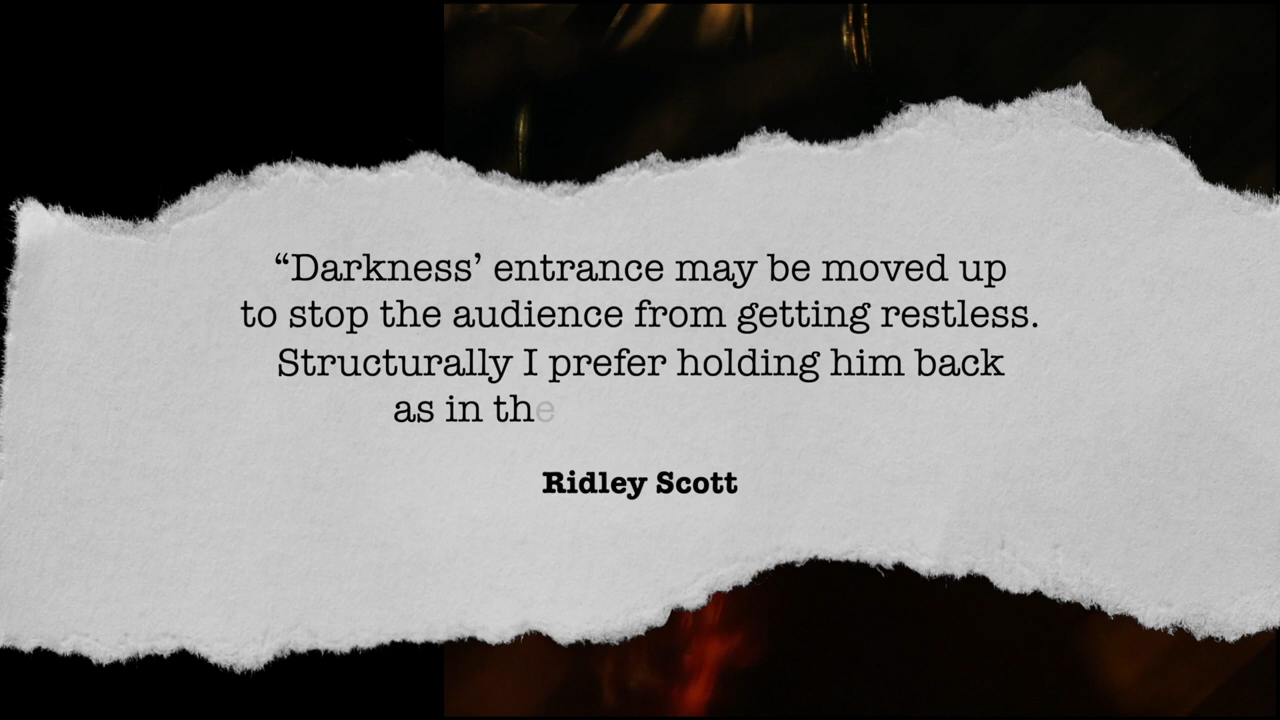 “Darkness’ entrance may be moved up
to stop the audience from getting restless.
Structurally I prefer holding him back
as in the
Ridley Scott